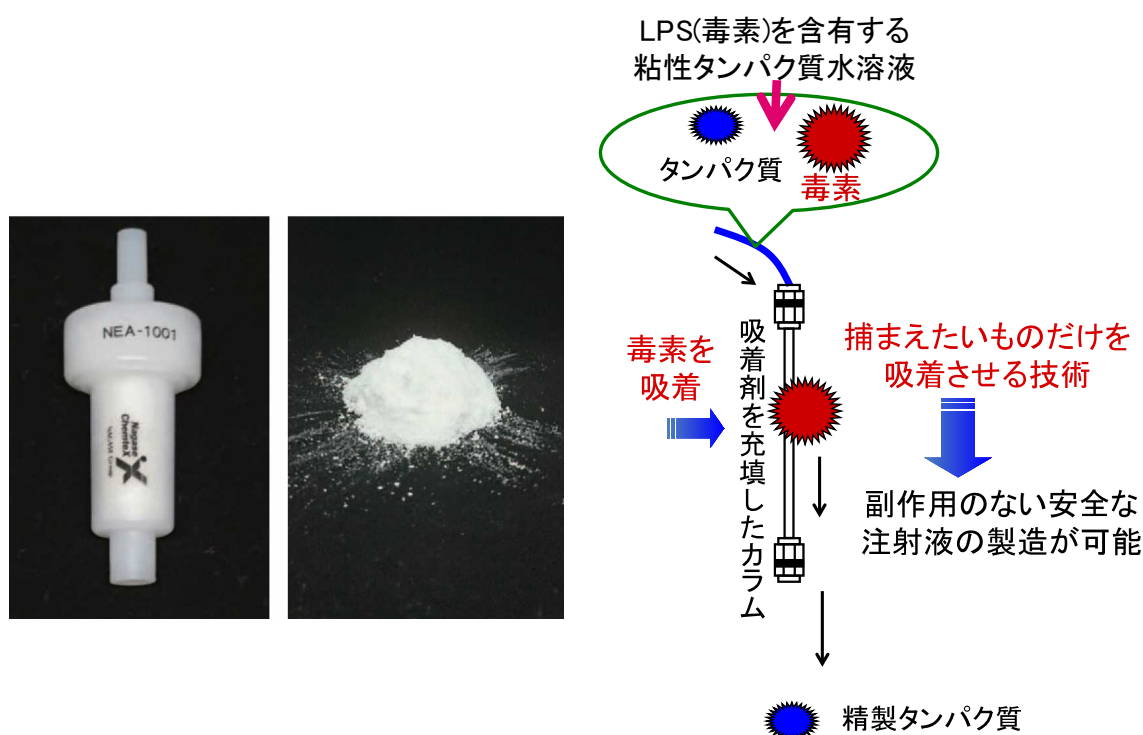 LPS(毒素)を含有する
粘性タンパク質水溶液
タンパク質
毒素
NEA-1001
Nagase
ChemteX
毒素を
吸着
吸着剤を充填したカラム
捕まえたいものだけを
吸着させる技術
副作用のない安全な
注射液の製造が可能
精製タンパク質